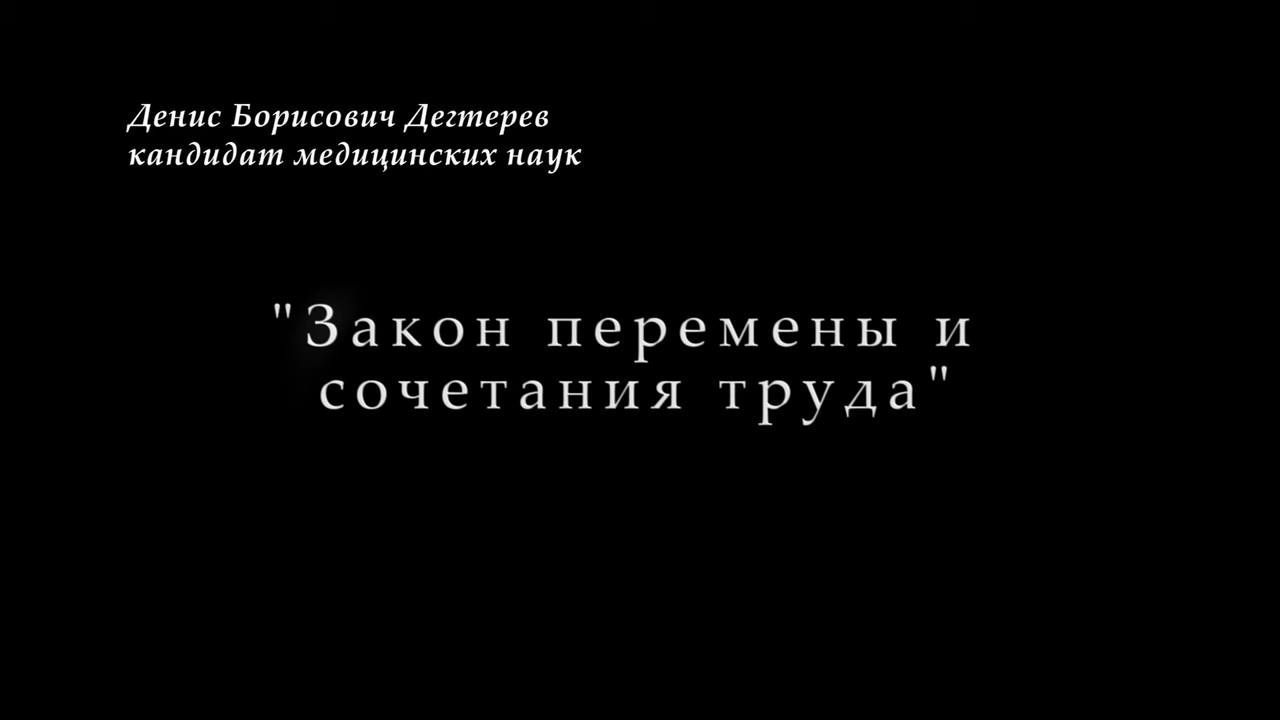 Денис Борисович Дегтерев
кандидат медицинских наук
"Закон перемены и
сочетания труда"